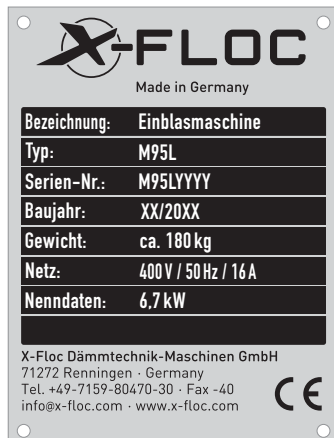 X-FLOC
Made in Germany
Bezeichnung: Einblasmaschine
Typ: M95L
Serien-Nr.: M95LYYYY
Baujahr: XX/20XX
Gewicht: ca. 180 kg
Netz: 400 V / 50 Hz / 16 A
Nenndaten: 6,7 kW
X-Floc Dämmtechnik-Maschinen GmbH
71272 Renningen · Germany
Tel. +49-7159-80470-30 · Fax -40
info@x-floc.com · www.x-floc.com
CE